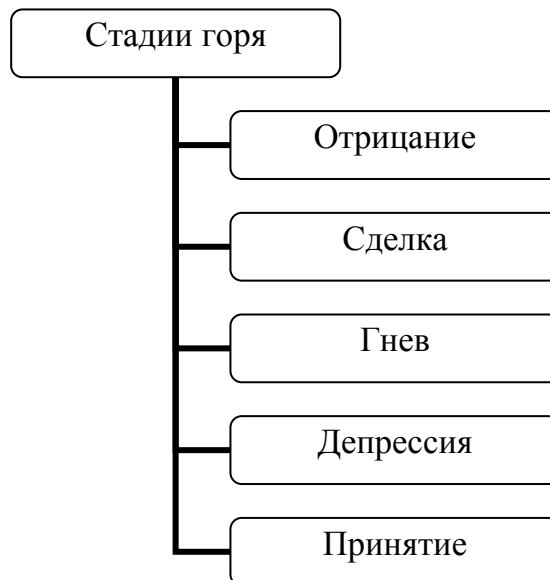 Стадии горя
Отрицание
Сделка
Гнев
Депрессия
Принятие